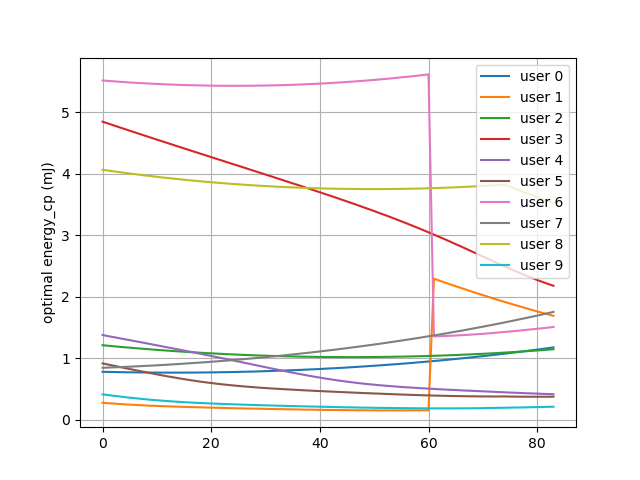 optimal energy_cp (mJ)
5
4
3
2
1
0
0 20 40 60 80
user 0
user 1
user 2
user 3
user 4
user 5
user 6
user 7
user 8
user 9